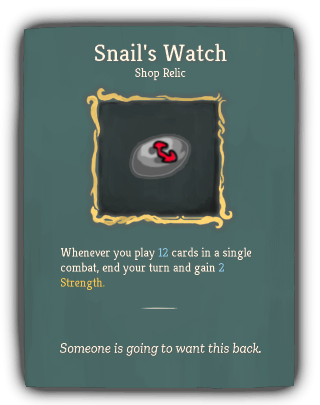 Snail's Watch
Shop Relic
Whenever you play 12 cards in a single
combat, end your turn and gain 2
Strength.
Someone is going to want this back.